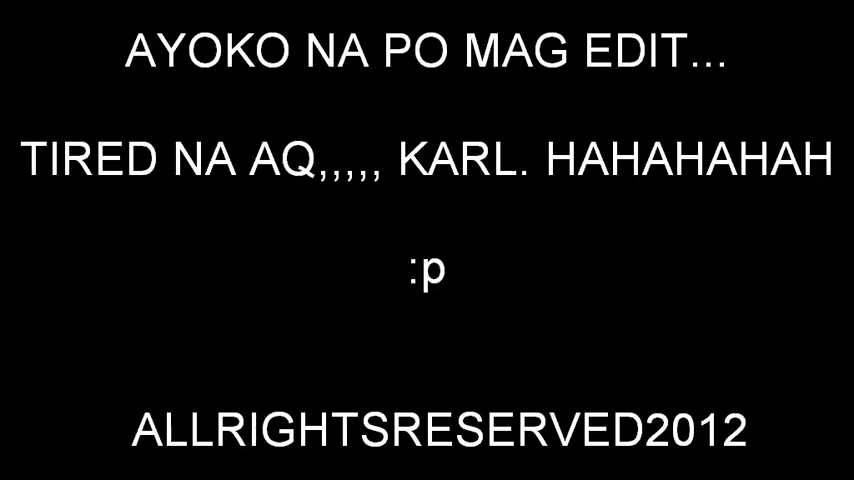 AYOKO NA PO MAG EDIT...
TIRED NA AQ,,,,, KARL. HAHAHAHAH
:p
ALLRIGHTSRESERVED2012